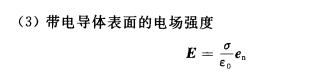 （3）带电导体表面的电场强度
E = σ/ε₀ eₙ